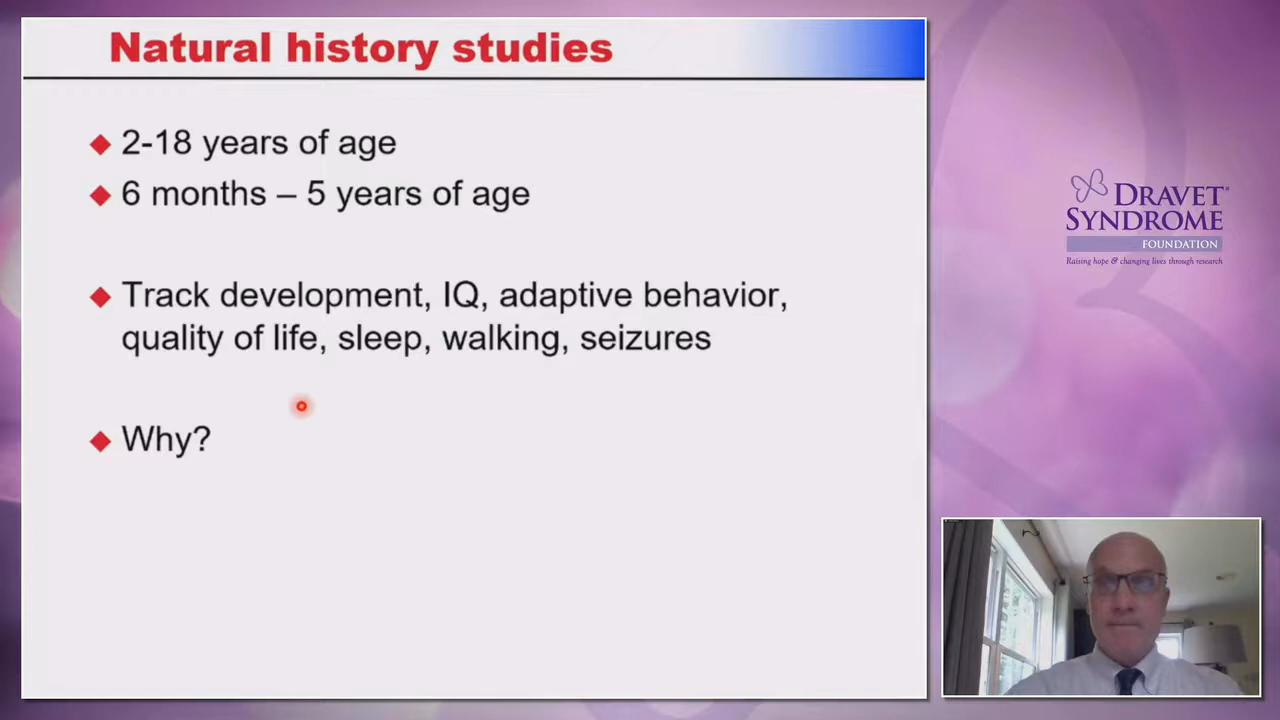 Natural history studies
2-18 years of age
6 months – 5 years of age
Track development, IQ, adaptive behavior,
quality of life, sleep, walking, seizures
Why?
DRAVET®
SYNDROME
FOUNDATION
Raising hope & changing lives through research